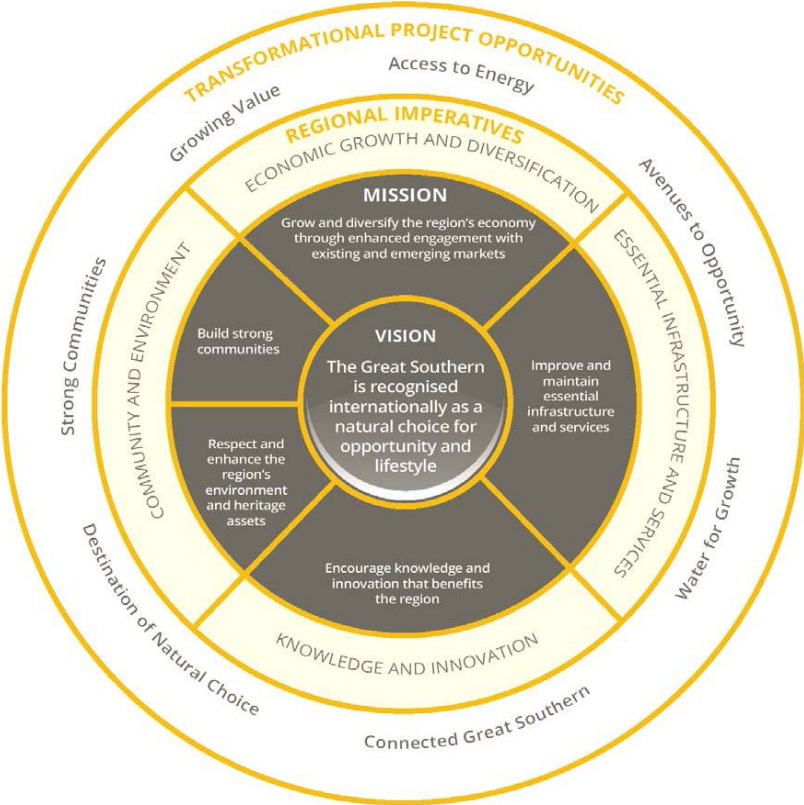 TRANSFORMATIONAL PROJECT OPPORTUNITIES
Growing Value
Access to Energy
Avenues to Opportunity
Water for Growth
Connected Great Southern
Destination of Natural Choice
Strong Communities
REGIONAL IMPERATIVES
ECONOMIC GROWTH AND DIVERSIFICATION
ESSENTIAL INFRASTRUCTURE AND SERVICES
KNOWLEDGE AND INNOVATION
COMMUNITY AND ENVIRONMENT
MISSION
Grow and diversify the region's economy
through enhanced engagement with
existing and emerging markets
Improve and
maintain
essential
infrastructure
and services
Encourage knowledge and
innovation that benefits
the region
Respect and
enhance the
region's
environment
and heritage
assets
Build strong
communities
VISION
The Great Southern
is recognised
internationally as a
natural choice for
opportunity and
lifestyle